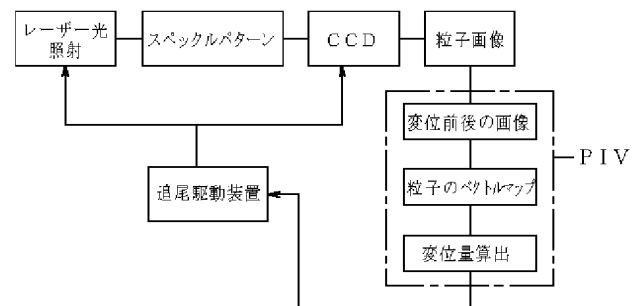 レーザー光
照射
スペックルパターン
CCD
粒子画像
変位前後の画像
PIV
粒子のベクトルマップ
追尾駆動装置
変位量算出